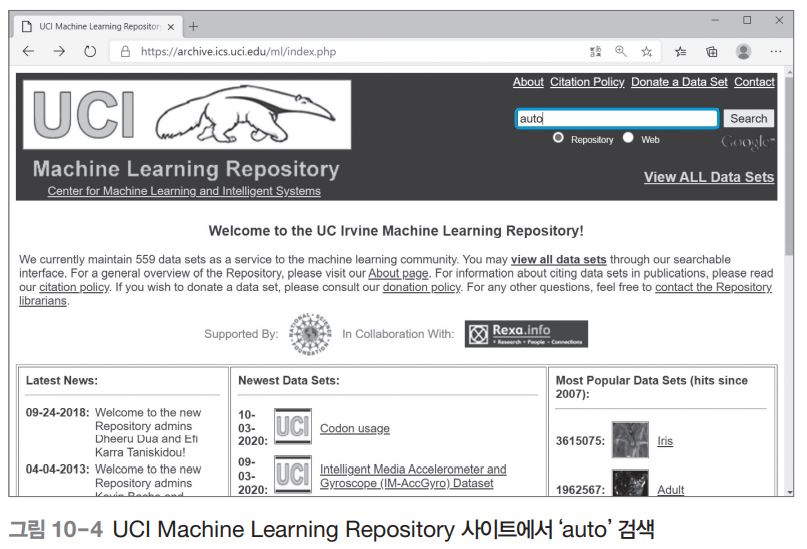 UCI Machine Learning Repositor
https://archive.ics.uci.edu/ml/index.php
About Citation Policy Donate a Data Set Contact
UCI
auto Search
Repository Web Google
Machine Learning Repository
View ALL Data Sets
Center for Machine Learning and Intelligent Systems
Welcome to the UC Irvine Machine Learning Repository!
We currently maintain 559 data sets as a service to the machine learning community. You may view all data sets through our searchable
interface. For a general overview of the Repository, please visit our About page. For information about citing data sets in publications, please read
our citation policy. If you wish to donate a data set, please consult our donation policy. For any other questions, feel free to contact the Repository
librarians.
Supported By: NATIONAL SCIENCE FOUNDATION In Collaboration With: Rexa.info
Research • People • Connections
Latest News:
09-24-2018: Welcome to the new
Repository admins
Dheeru Dua and Efi
Karra Taniskidou!
04-04-2013: Welcome to the new
Repository admins
Kevin Bache and
Newest Data Sets:
10-
03-
2020:
UCI
Codon usage
09-
03-
2020:
UCI
Intelligent Media Accelerometer and
Gyroscope (IM-AccGyro) Dataset
Most Popular Data Sets (hits since
2007):
3615075: Iris
1962567: Adult
그림 10-4 UCI Machine Learning Repository 사이트에서 ‘auto’ 검색